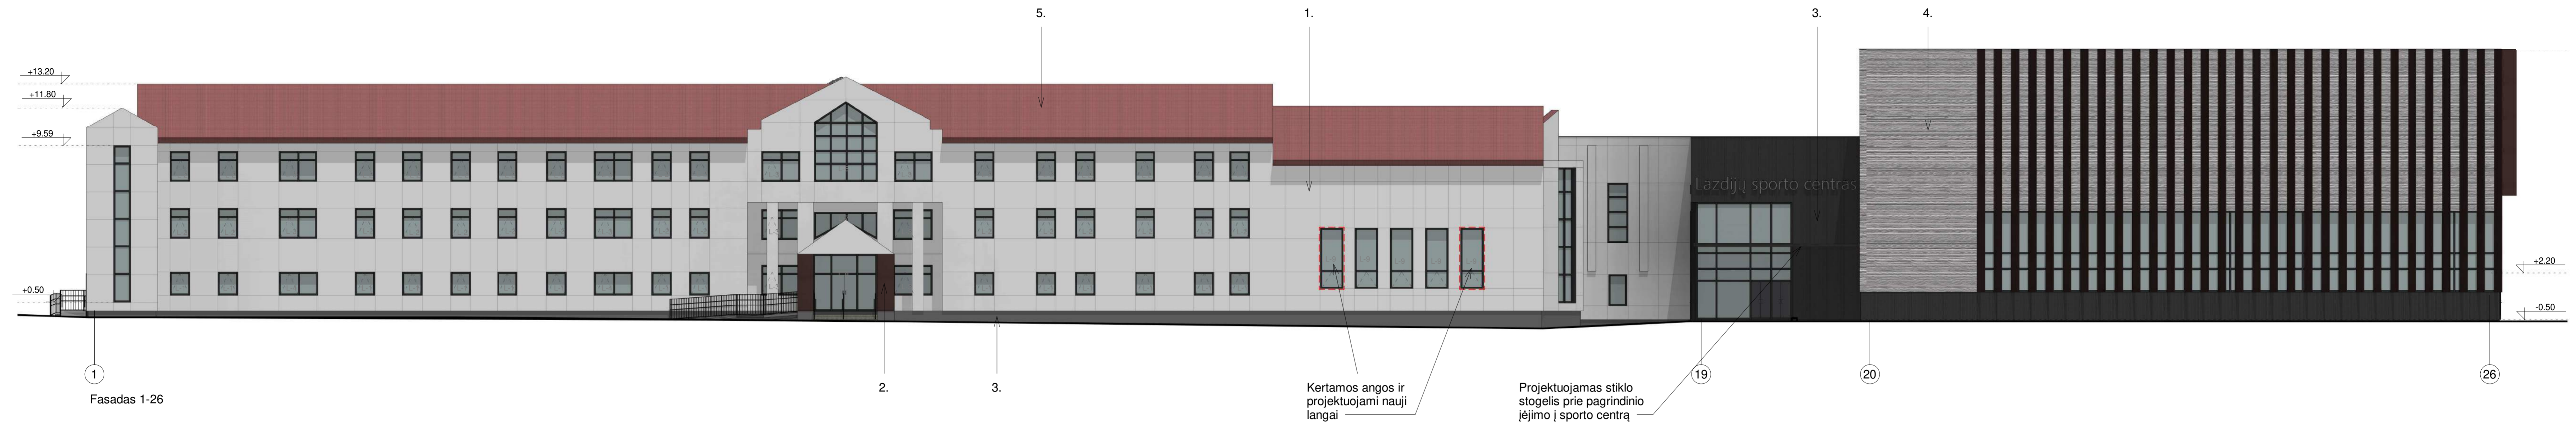 5.
1.
3.
4.
+13.20
+11.80
+9.59
+0.50
Lazdijų sporto centras
+2.20
-0.50
1
19
20
26
2.
3.
Fasadas 1-26
Kertamos angos ir
projektuojami nauji
langai
Projektuojamas stiklo
stogelis prie pagrindinio
įėjimo į sporto centrą